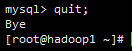 mysql> quit;
Bye
[root@hadoop1 ~]#